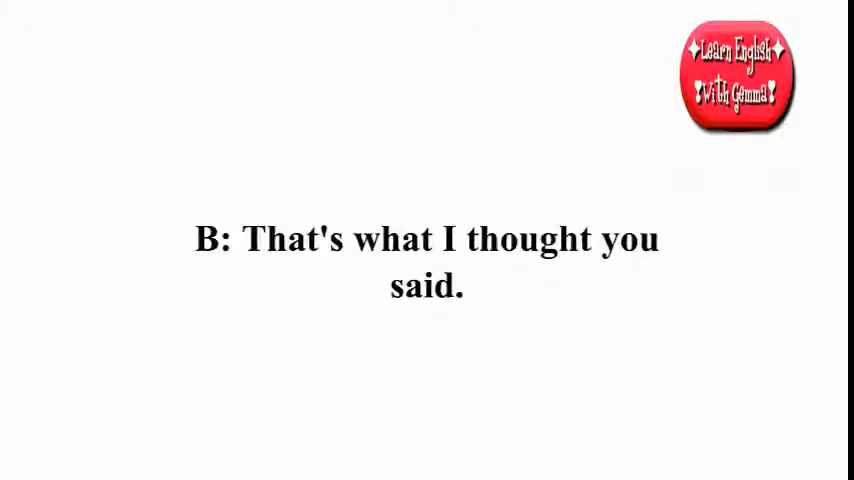 ✦Learn English✦
❣With Gemma❣
B: That's what I thought you
said.